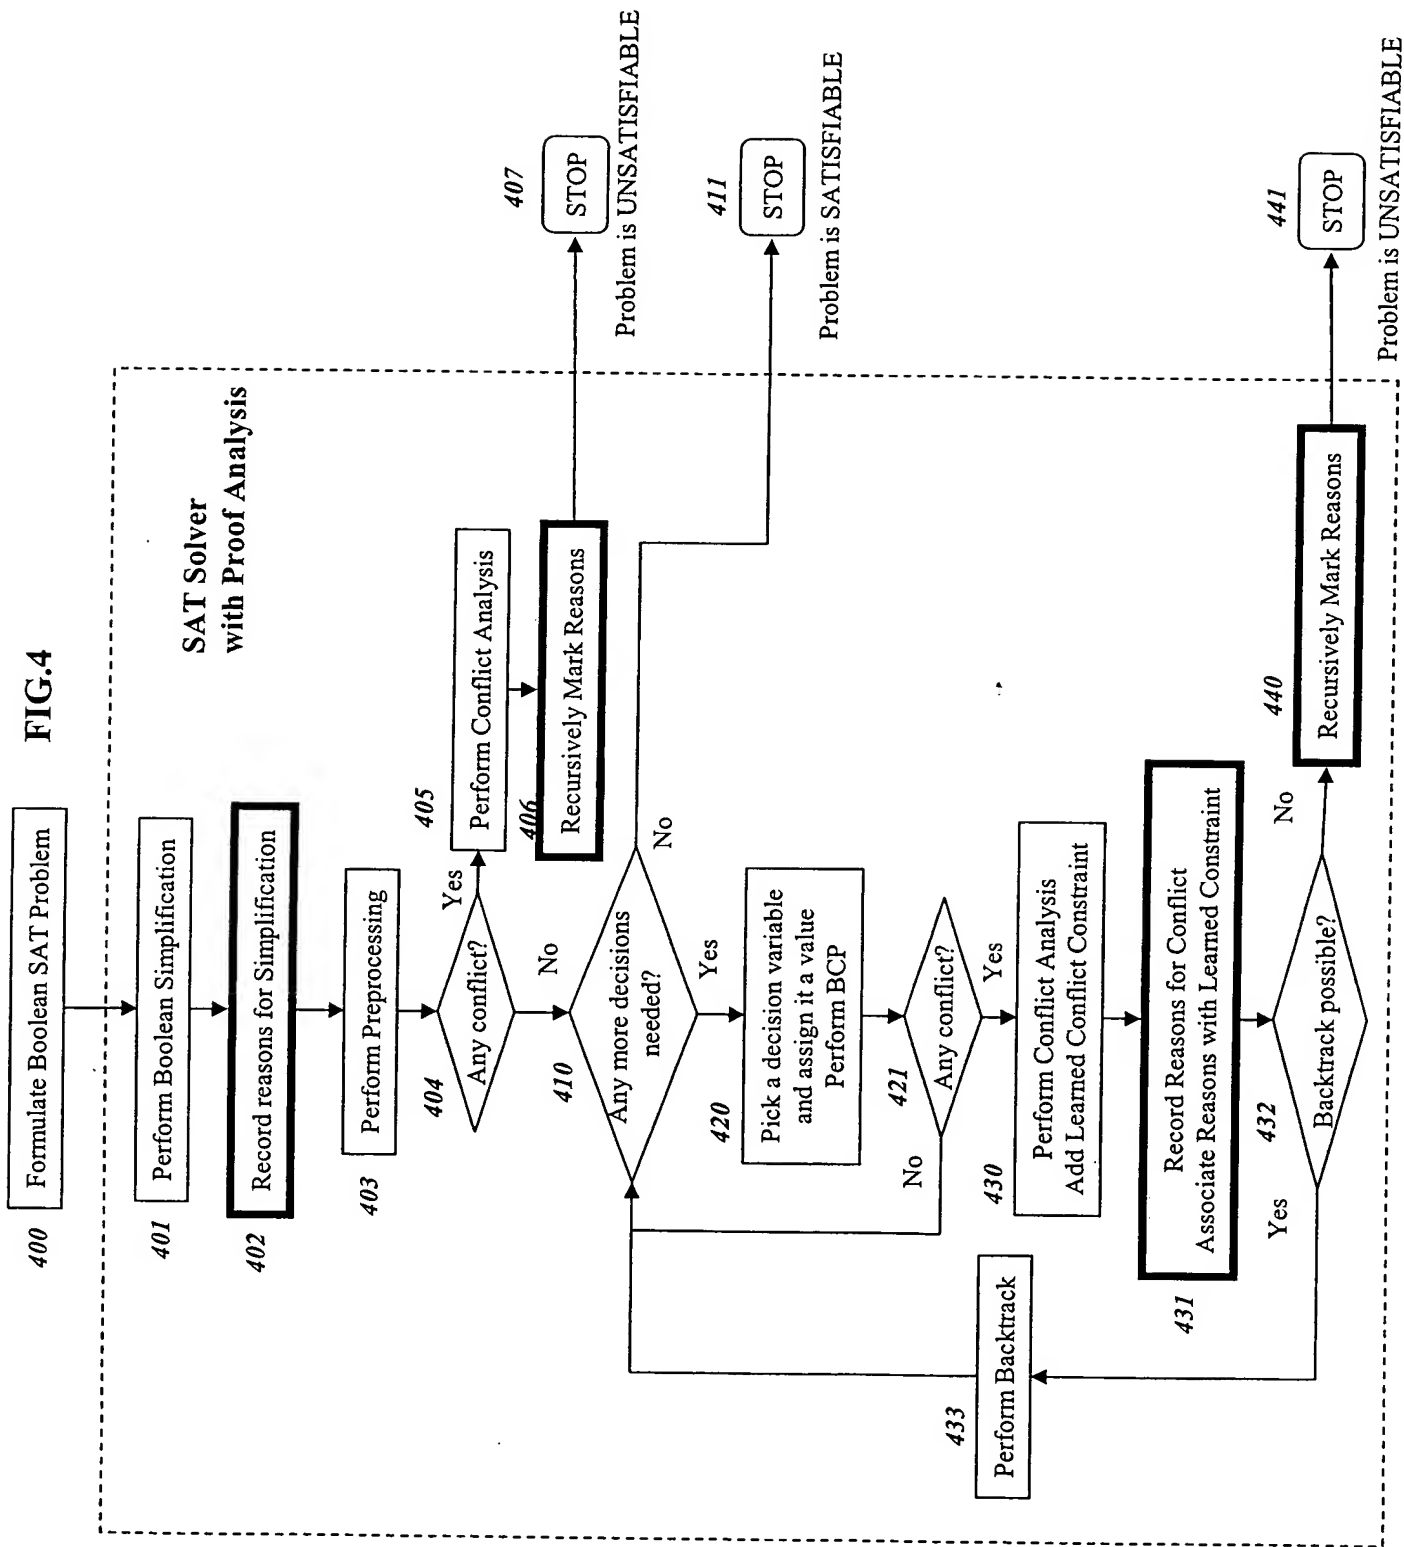 FIG.4
400
Formulate Boolean SAT Problem
SAT Solver
with Proof Analysis
401
Perform Boolean Simplification
402
Record reasons for Simplification
403
Perform Preprocessing
404
Any conflict?
Yes
No
405
Perform Conflict Analysis
406
Recursively Mark Reasons
407
STOP
Problem is UNSATISFIABLE
410
Any more decisions
needed?
No
Yes
411
STOP
Problem is SATISFIABLE
420
Pick a decision variable
and assign it a value
Perform BCP
421
Any conflict?
No
Yes
430
Perform Conflict Analysis
Add Learned Conflict Constraint
431
Record Reasons for Conflict
Associate Reasons with Learned Constraint
432
Backtrack possible?
Yes
No
433
Perform Backtrack
440
Recursively Mark Reasons
441
STOP
Problem is UNSATISFIABLE